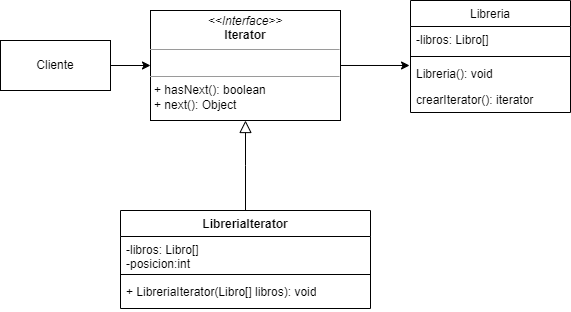 Cliente
<<Interface>>
Iterator
+ hasNext(): boolean
+ next(): Object
Libreria
-libros: Libro[]
Libreria(): void
crearIterator(): iterator
LibreriaIterator
-libros: Libro[]
-posicion:int
+ LibreriaIterator(Libro[] libros): void